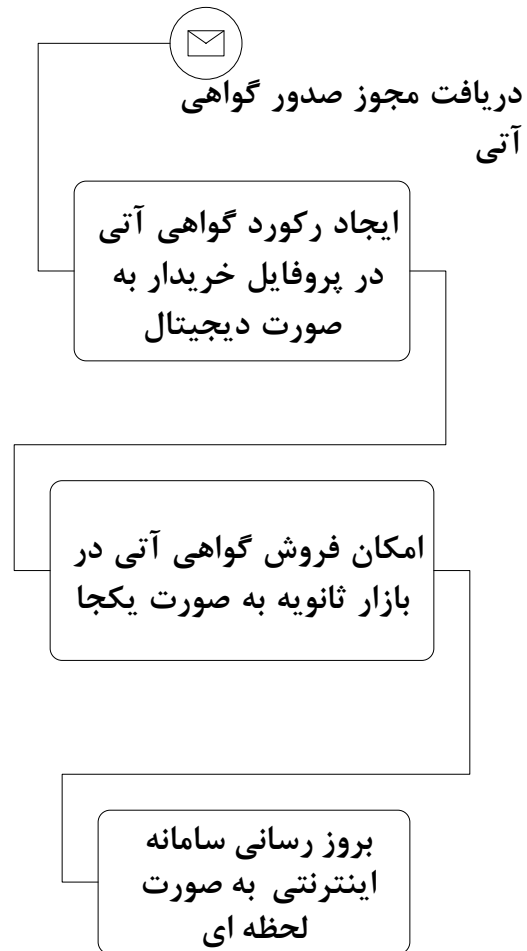 دریافت مجوز صدور گواهی
آتی
ایجاد رکورد گواهی آتی
در پروفایل خریدار به
صورت دیجیتال
امکان فروش گواهی آتی در
بازار ثانویه به صورت یکجا
بروز رسانی سامانه
اینترنتی به صورت
لحظه ای